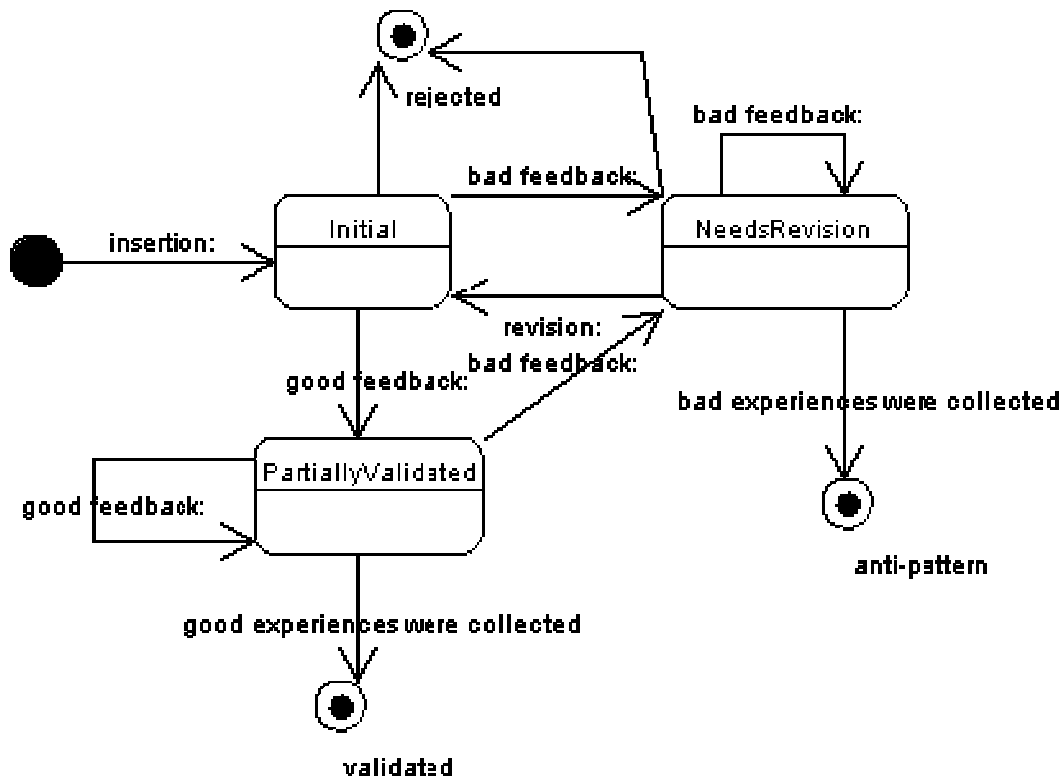 rejected
bad feedback:
bad feedback:
Initial
NeedsRevision
insertion:
revision:
bad feedback:
good feedback:
bad experiences were collected
PartiallyValidated
good feedback:
anti-pattern
good experiences were collected
validated